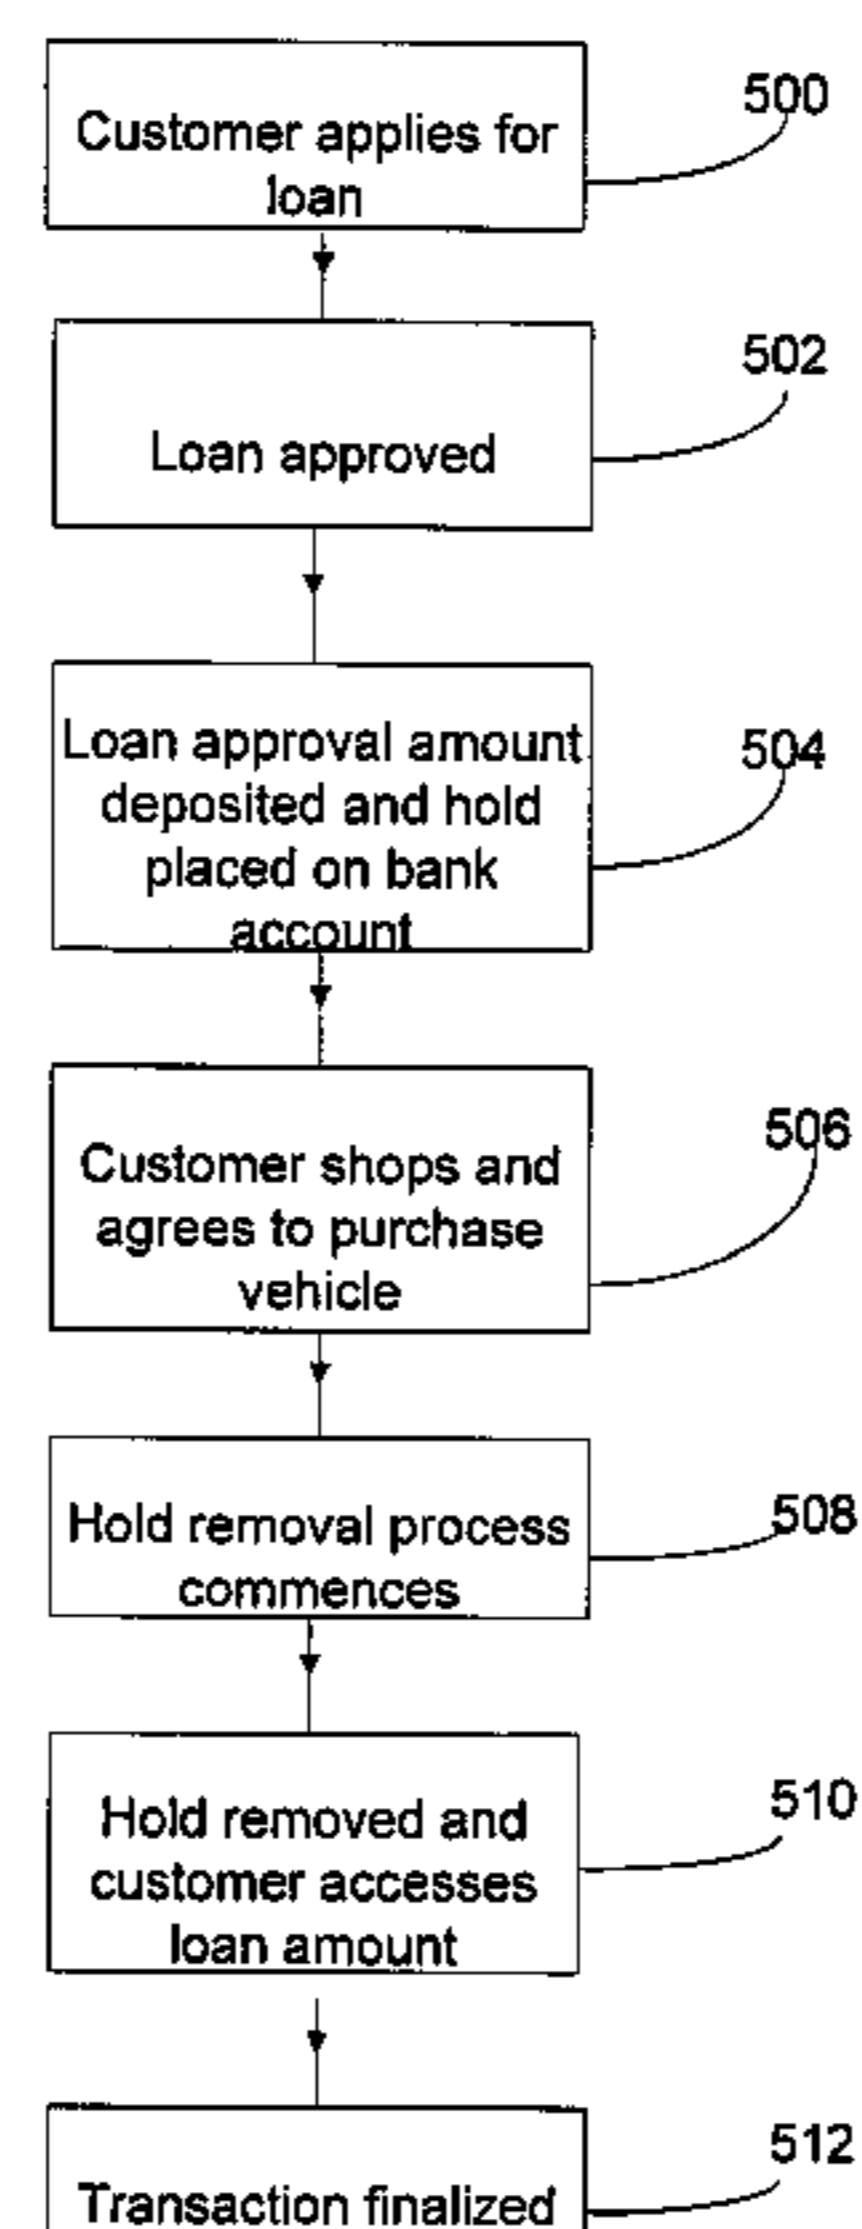 Customer applies for
loan
500
Loan approved
502
Loan approval amount
deposited and hold
placed on bank
account
504
Customer shops and
agrees to purchase
vehicle
506
Hold removal process
commences
508
Hold removed and
customer accesses
loan amount
510
Transaction finalized
512